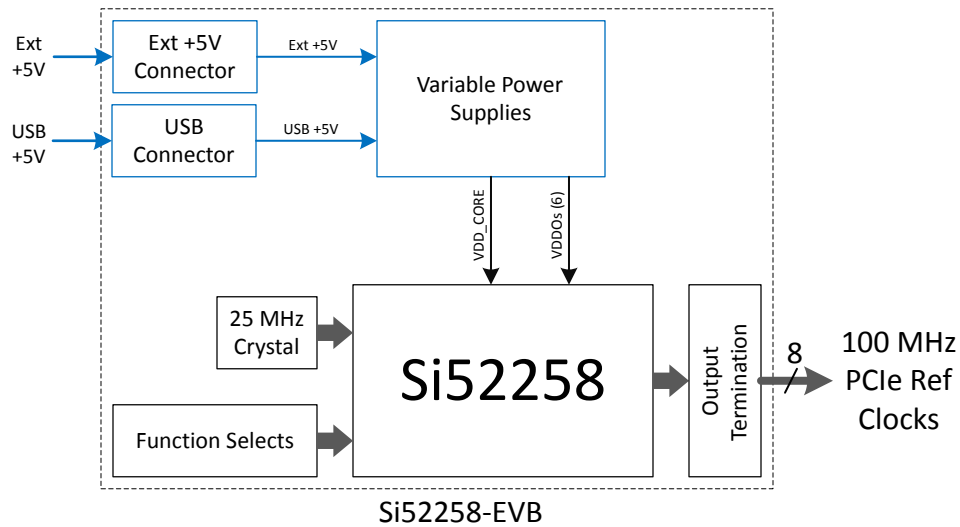 Ext
+5V
Ext +5V
Connector
Ext +5V
Variable Power
Supplies
USB
+5V
USB
Connector
USB +5V
VDD_CORE
VDDOs (6)
25 MHz
Crystal
Si52258
Output
Termination
8
100 MHz
PCIe Ref
Clocks
Function Selects
Si52258-EVB